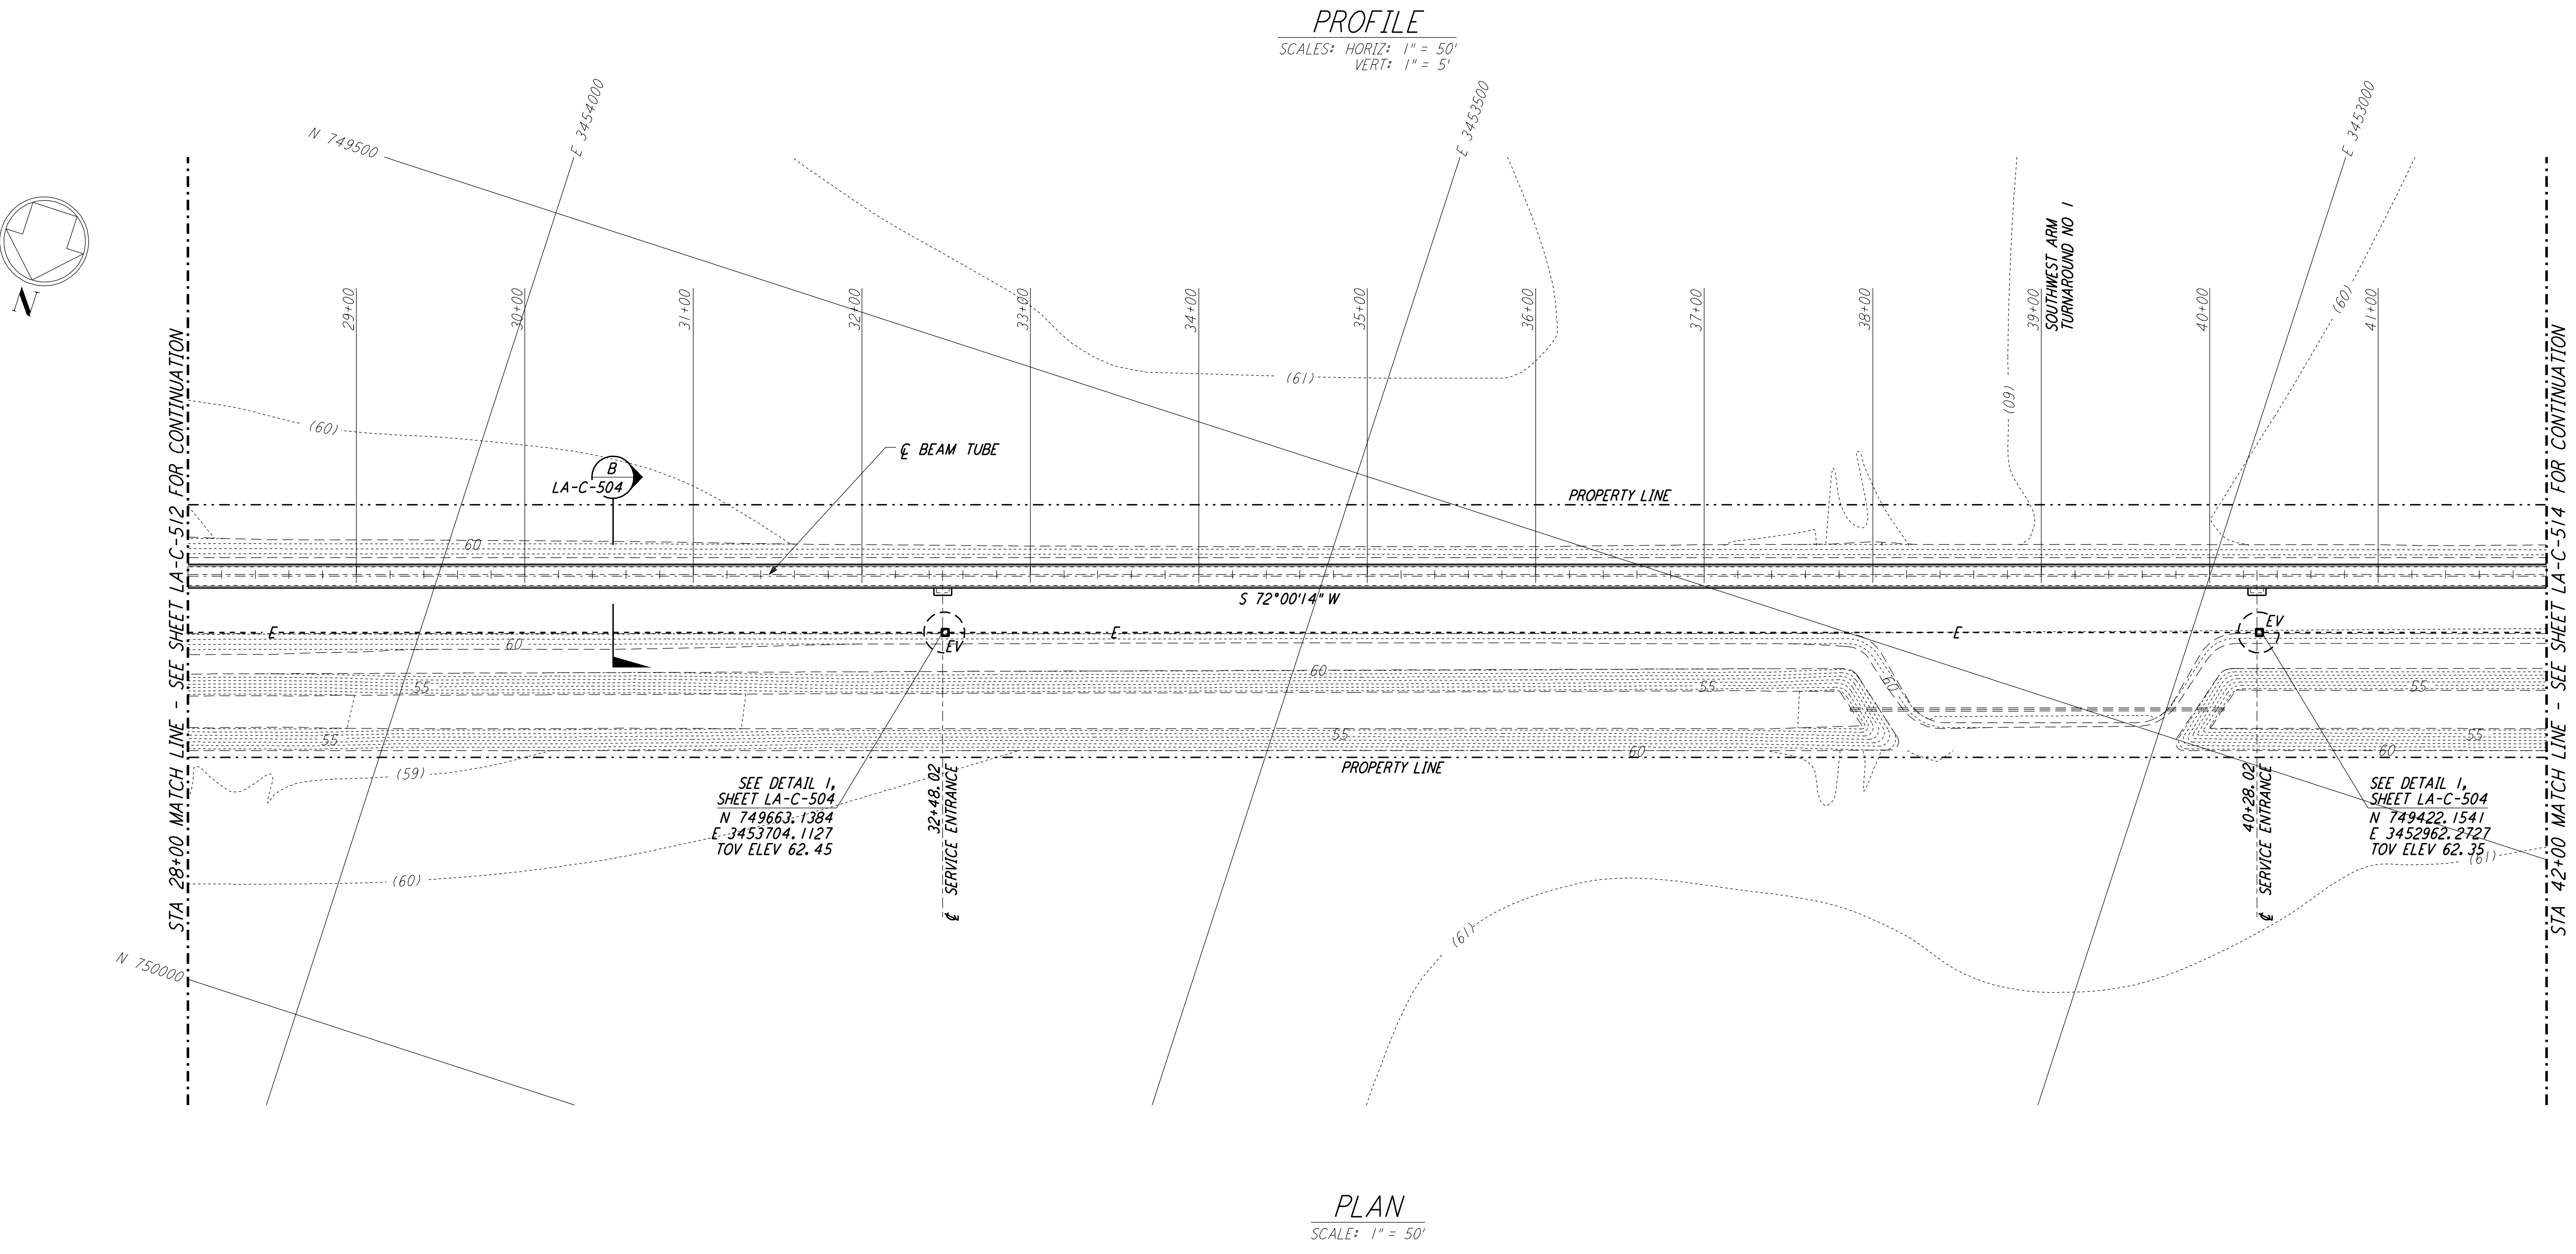 PROFILE
SCALES: HORIZ: 1" = 50'
VERT: 1" = 5'
N 749500
E 3454000
E 3453500
E 3453000
N
29+00
30+00
31+00
32+00
33+00
34+00
35+00
36+00
37+00
38+00
39+00
SOUTHWEST ARM
TURNAROUND NO 1
40+00
41+00
(60)
(61)
(60)
(60)
STA 28+00 MATCH LINE - SEE SHEET LA-C-512 FOR CONTINUATION
STA 42+00 MATCH LINE - SEE SHEET LA-C-514 FOR CONTINUATION
B
LA-C-504
℄ BEAM TUBE
PROPERTY LINE
60
S 72°00'14" W
E
E
E
EV
EV
60
60
60
55
55
55
55
55
55
60
60
(59)
PROPERTY LINE
SEE DETAIL 1,
SHEET LA-C-504
N 749663.1384
E 3453704.1127
TOV ELEV 62.45
32+48.02
℄ SERVICE ENTRANCE
40+28.02
℄ SERVICE ENTRANCE
SEE DETAIL 1,
SHEET LA-C-504
N 749422.1541
E 3452962.2727
TOV ELEV 62.35
(61)
(60)
(61)
N 750000
PLAN
SCALE: 1" = 50'